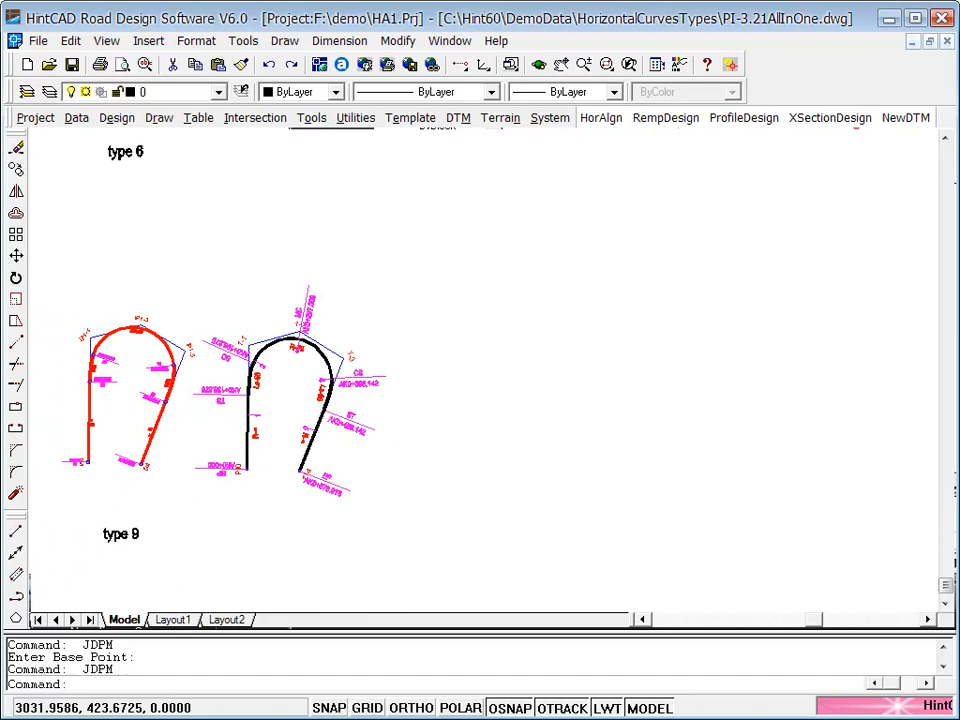 HintCAD Road Design Software V6.0 - [Project:F:\demo\HA1.Prj] - [C:\Hint60\DemoData\HorizontalCurvesTypes\PI-3.21AllInOne.dwg]
File Edit View Insert Format Tools Draw Dimension Modify Window Help
0 ByLayer ByLayer ByLayer ByColor
Project Data Design Draw Table Intersection Tools Utilities Template DTM Terrain System HorAlgn RempDesign ProfileDesign XSectionDesign NewDTM
type 6
type 9
Model Layout1 Layout2
Command: JDPM
Enter Base Point:
Command: JDPM
Command:
3031.9586, 423.6725, 0.0000 SNAP GRID ORTHO POLAR OSNAP OTRACK LWT MODEL